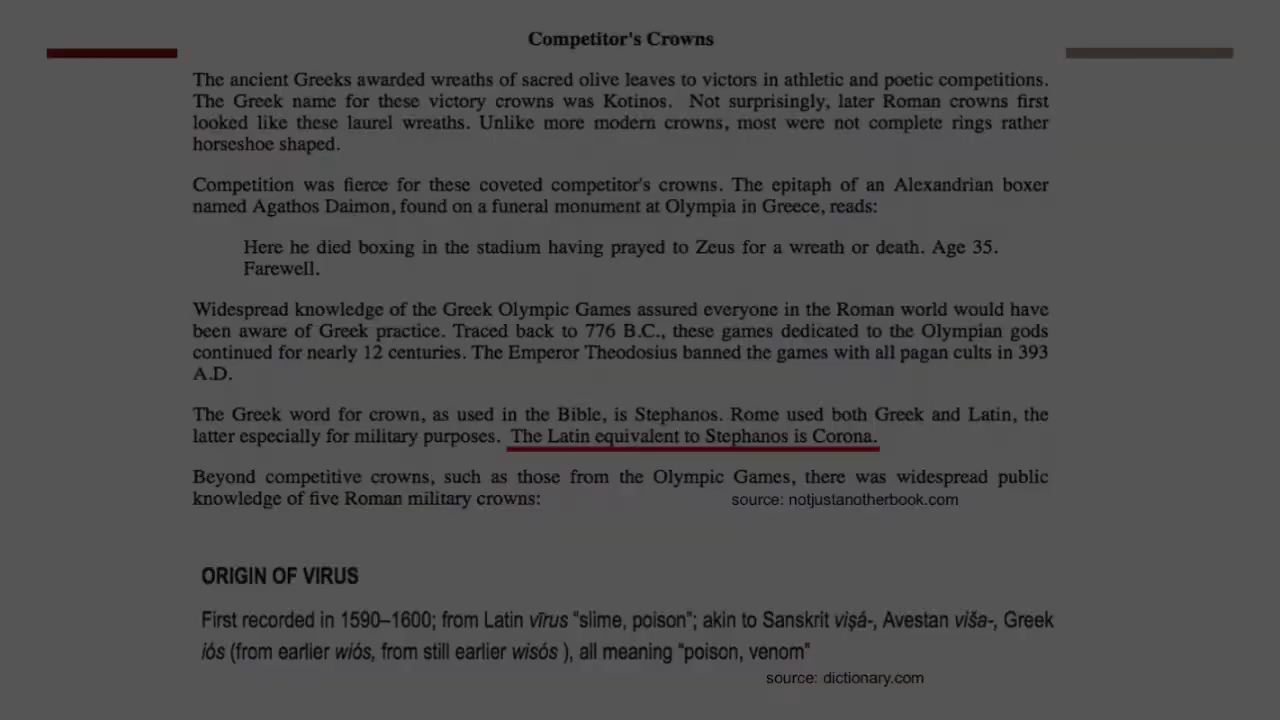 Competitor's Crowns
The ancient Greeks awarded wreaths of sacred olive leaves to victors in athletic and poetic competitions.
The Greek name for these victory crowns was Kotinos. Not surprisingly, later Roman crowns first
looked like these laurel wreaths. Unlike more modern crowns, most were not complete rings rather
horseshoe shaped.
Competition was fierce for these coveted competitor's crowns. The epitaph of an Alexandrian boxer
named Agathos Daimon, found on a funeral monument at Olympia in Greece, reads:
Here he died boxing in the stadium having prayed to Zeus for a wreath or death. Age 35.
Farewell.
Widespread knowledge of the Greek Olympic Games assured everyone in the Roman world would have
been aware of Greek practice. Traced back to 776 B.C., these games dedicated to the Olympian gods
continued for nearly 12 centuries. The Emperor Theodosius banned the games with all pagan cults in 393
A.D.
The Greek word for crown, as used in the Bible, is Stephanos. Rome used both Greek and Latin, the
latter especially for military purposes. The Latin equivalent to Stephanos is Corona.
Beyond competitive crowns, such as those from the Olympic Games, there was widespread public
knowledge of five Roman military crowns:
source: notjustanotherbook.com
ORIGIN OF VIRUS
First recorded in 1590–1600; from Latin vīrus “slime, poison”; akin to Sanskrit viṣá-, Avestan viša-, Greek
iós (from earlier wiós, from still earlier wisós ), all meaning “poison, venom”
source: dictionary.com